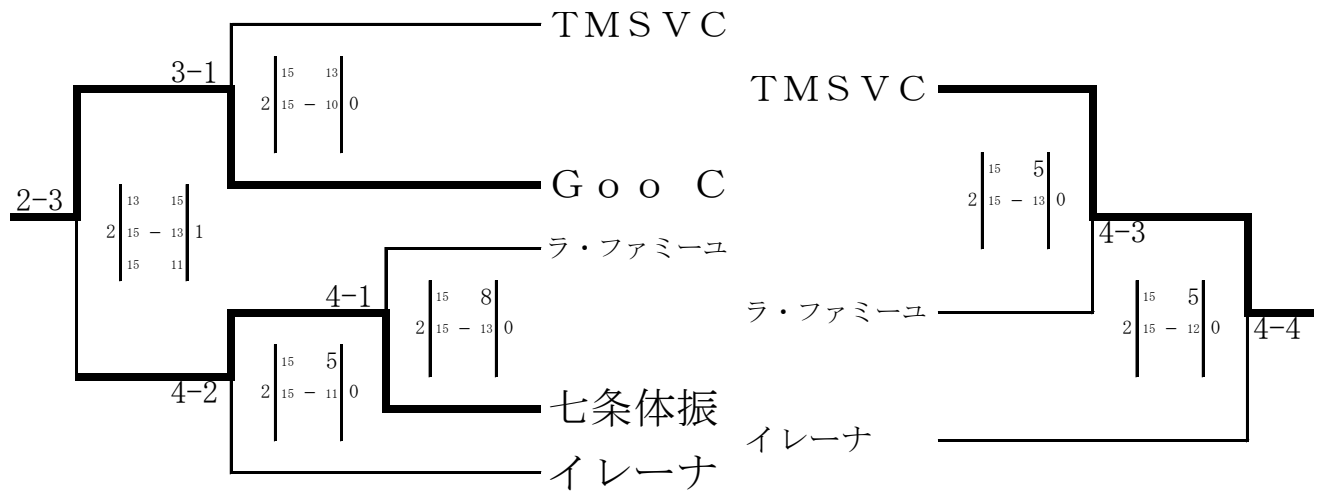 TMSVC
3-1
15 13
2 15 － 10 0
TMSVC
Ｇｏｏ Ｃ
2-3
13 15
2 15 － 13 1
15 11
15 5
2 15 － 13 0
4-3
ラ・ファミーユ
4-1
15 8
2 15 － 13 0
ラ・ファミーユ
15 5
2 15 － 12 0
4-4
15 5
2 15 － 11 0
4-2
七条体振
イレーナ
イレーナ